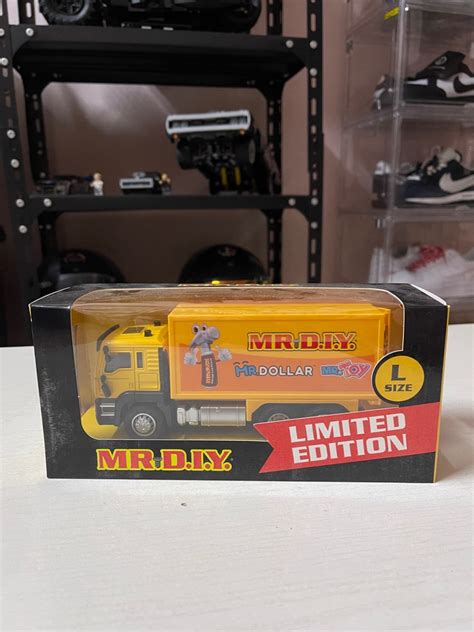 MR.D.I.Y.
MR.DOLLAR MR.TOY
L
SIZE
LIMITED
EDITION
MR.D.I.Y.